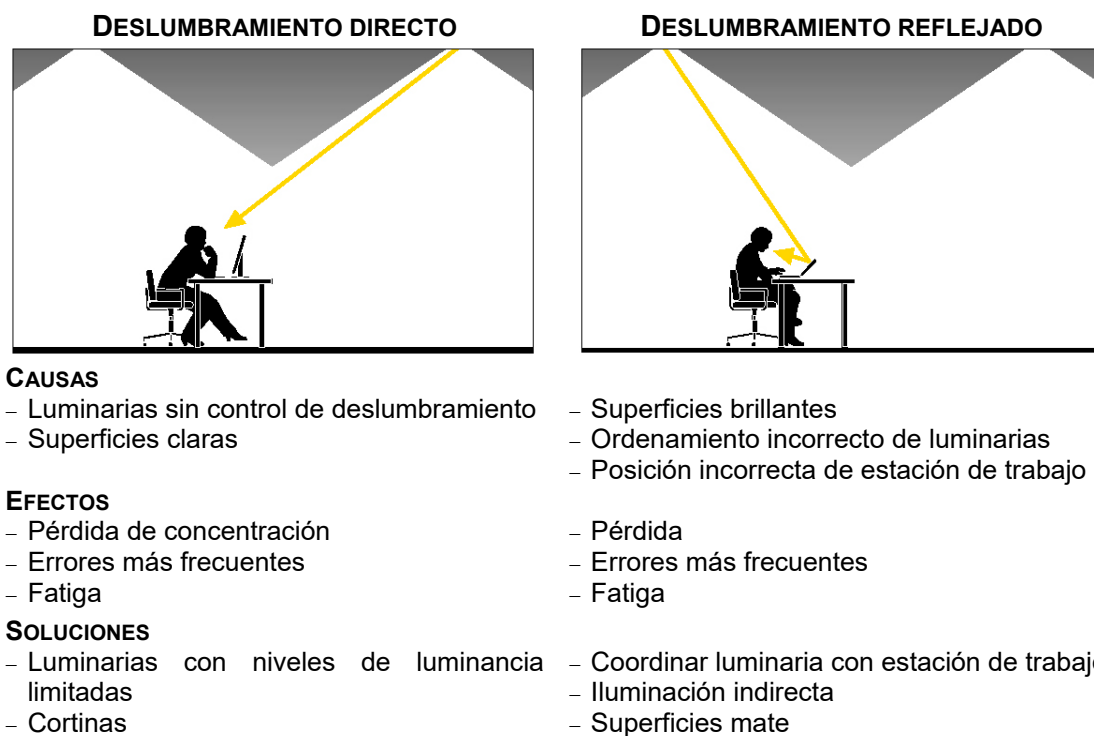 DESLUMBRAMIENTO DIRECTO
CAUSAS
– Luminarias sin control de deslumbramiento
– Superficies claras
EFECTOS
– Pérdida de concentración
– Errores más frecuentes
– Fatiga
SOLUCIONES
– Luminarias con niveles de luminancia
limitadas
– Cortinas
DESLUMBRAMIENTO REFLEJADO
– Superficies brillantes
– Ordenamiento incorrecto de luminarias
– Posición incorrecta de estación de trabajo
– Pérdida
– Errores más frecuentes
– Fatiga
– Coordinar luminaria con estación de trabajo
– Iluminación indirecta
– Superficies mate